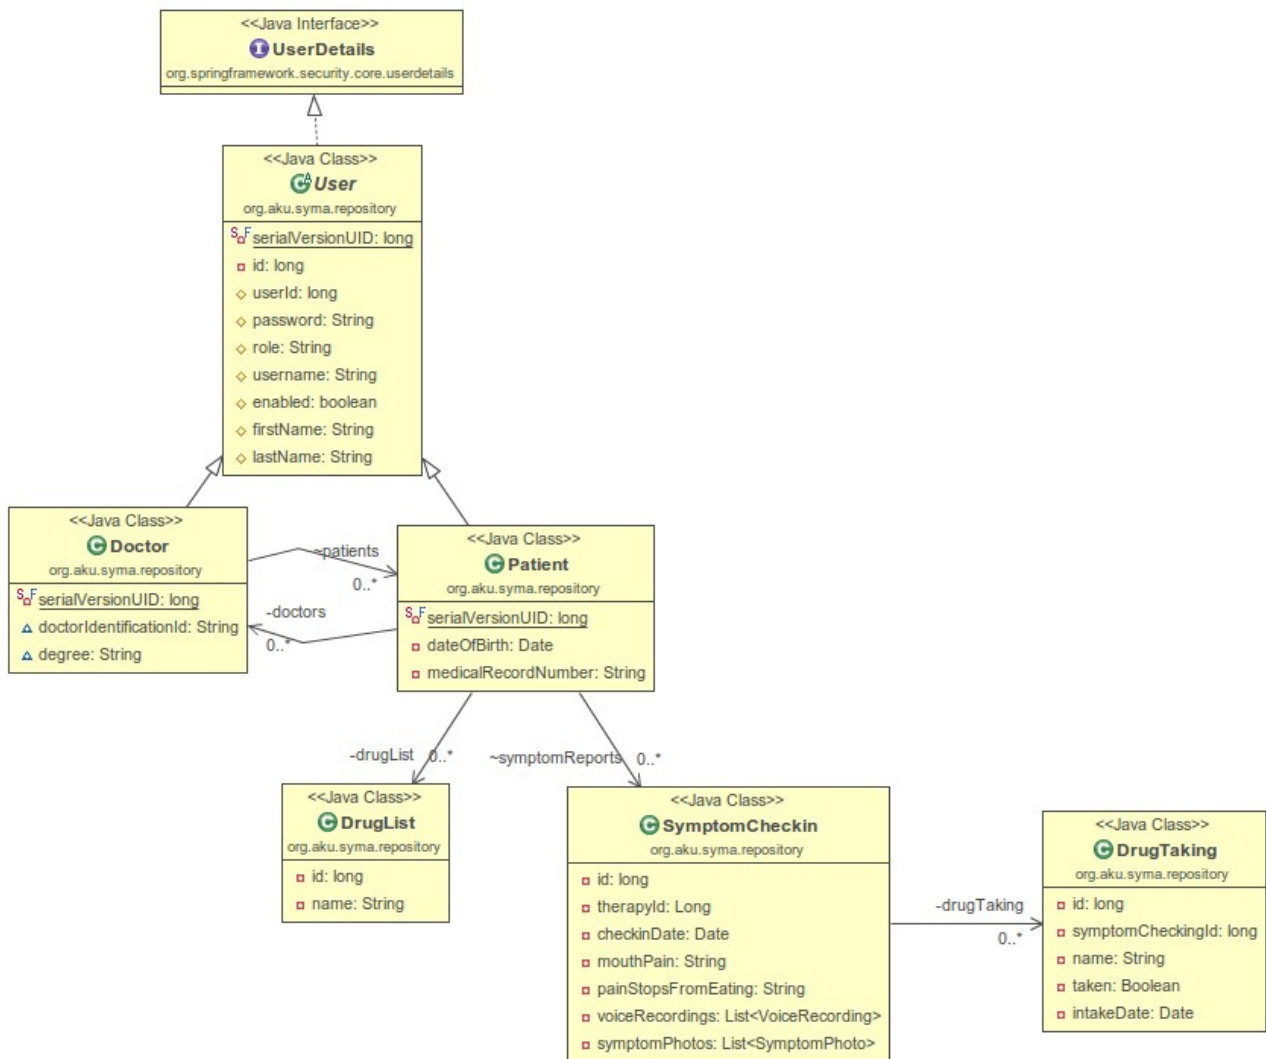 <<Java Interface>>
UserDetails
org.springframework.security.core.userdetails
<<Java Class>>
User
org.aku.syma.repository
serialVersionUID: long
id: long
userId: long
password: String
role: String
username: String
enabled: boolean
firstName: String
lastName: String
<<Java Class>>
Doctor
org.aku.syma.repository
serialVersionUID: long
doctorIdentificationId: String
degree: String
~patients
0..*
-doctors
0..*
<<Java Class>>
Patient
org.aku.syma.repository
serialVersionUID: long
dateOfBirth: Date
medicalRecordNumber: String
-drugList
0..*
~symptomReports
0..*
<<Java Class>>
DrugList
org.aku.syma.repository
id: long
name: String
<<Java Class>>
SymptomCheckin
org.aku.syma.repository
id: long
therapyId: Long
checkinDate: Date
mouthPain: String
painStopsFromEating: String
voiceRecordings: List<VoiceRecording>
symptomPhotos: List<SymptomPhoto>
-drugTaking
0..*
<<Java Class>>
DrugTaking
org.aku.syma.repository
id: long
symptomCheckingId: long
name: String
taken: Boolean
intakeDate: Date